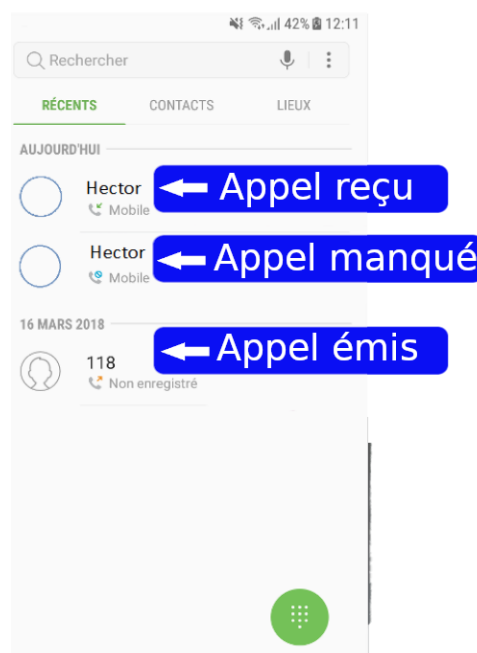 42% 12:11
Rechercher
RÉCENTS CONTACTS LIEUX
AUJOURD'HUI
Hector Appel reçu
Mobile
Hector Appel manqué
Mobile
16 MARS 2018
118 Appel émis
Non enregistré